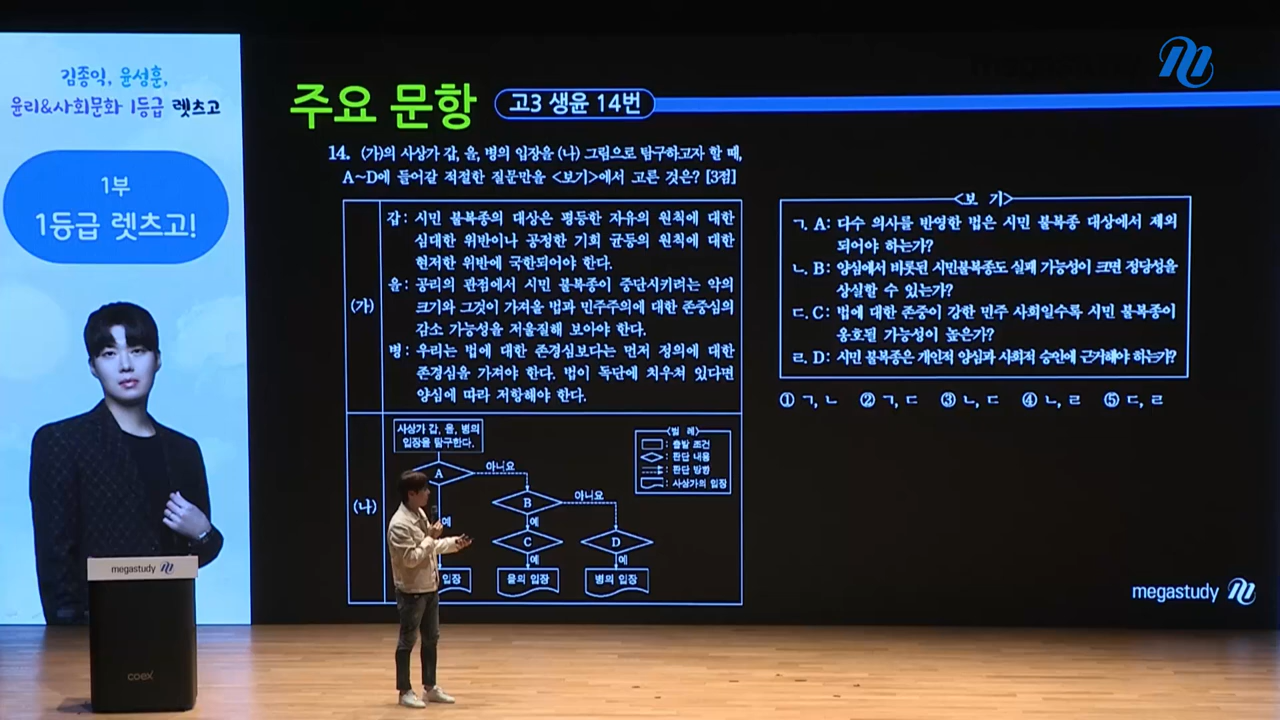 김종익, 윤성훈,
윤리&사회문화 1등급 렛츠고
1부
1등급 렛츠고!
주요 문항
고3 생윤 14번
14. (가)의 사상가 갑, 을, 병의 입장을 (나) 그림으로 탐구하고자 할 때,
A~D에 들어갈 적절한 질문만을 <보기>에서 고른 것은? [3점]
(가)
갑: 시민 불복종의 대상은 평등한 자유의 원칙에 대한
심대한 위반이나 공정한 기회 균등의 원칙에 대한
현저한 위반에 국한되어야 한다.
을: 공리의 관점에서 시민 불복종이 중단시키려는 악의
크기와 그것이 가져올 법과 민주주의에 대한 존중심의
감소 가능성을 저울질해 보아야 한다.
병: 우리는 법에 대한 존경심보다는 먼저 정의에 대한
존경심을 가져야 한다. 법이 독단에 치우쳐 있다면
양심에 따라 저항해야 한다.
(나)
사상가 갑, 을, 병의
입장을 탐구한다.
<범 례>
: 출발 조건
: 판단 내용
: 판단 방향
: 사상가의 입장
A
아니요
B
아니요
예
예
C
D
예
예
입장
을의 입장
병의 입장
<보 기>
ㄱ. A: 다수 의사를 반영한 법은 시민 불복종 대상에서 제외
되어야 하는가?
ㄴ. B: 양심에서 비롯된 시민불복종도 실패 가능성이 크면 정당성을
상실할 수 있는가?
ㄷ. C: 법에 대한 존중이 강한 민주 사회일수록 시민 불복종이
옹호될 가능성이 높은가?
ㄹ. D: 시민 불복종은 개인적 양심과 사회적 승인에 근거해야 하는가?
① ㄱ, ㄴ ② ㄱ, ㄷ ③ ㄴ, ㄷ ④ ㄴ, ㄹ ⑤ ㄷ, ㄹ
megastudy
megastudy
megastudy
coex